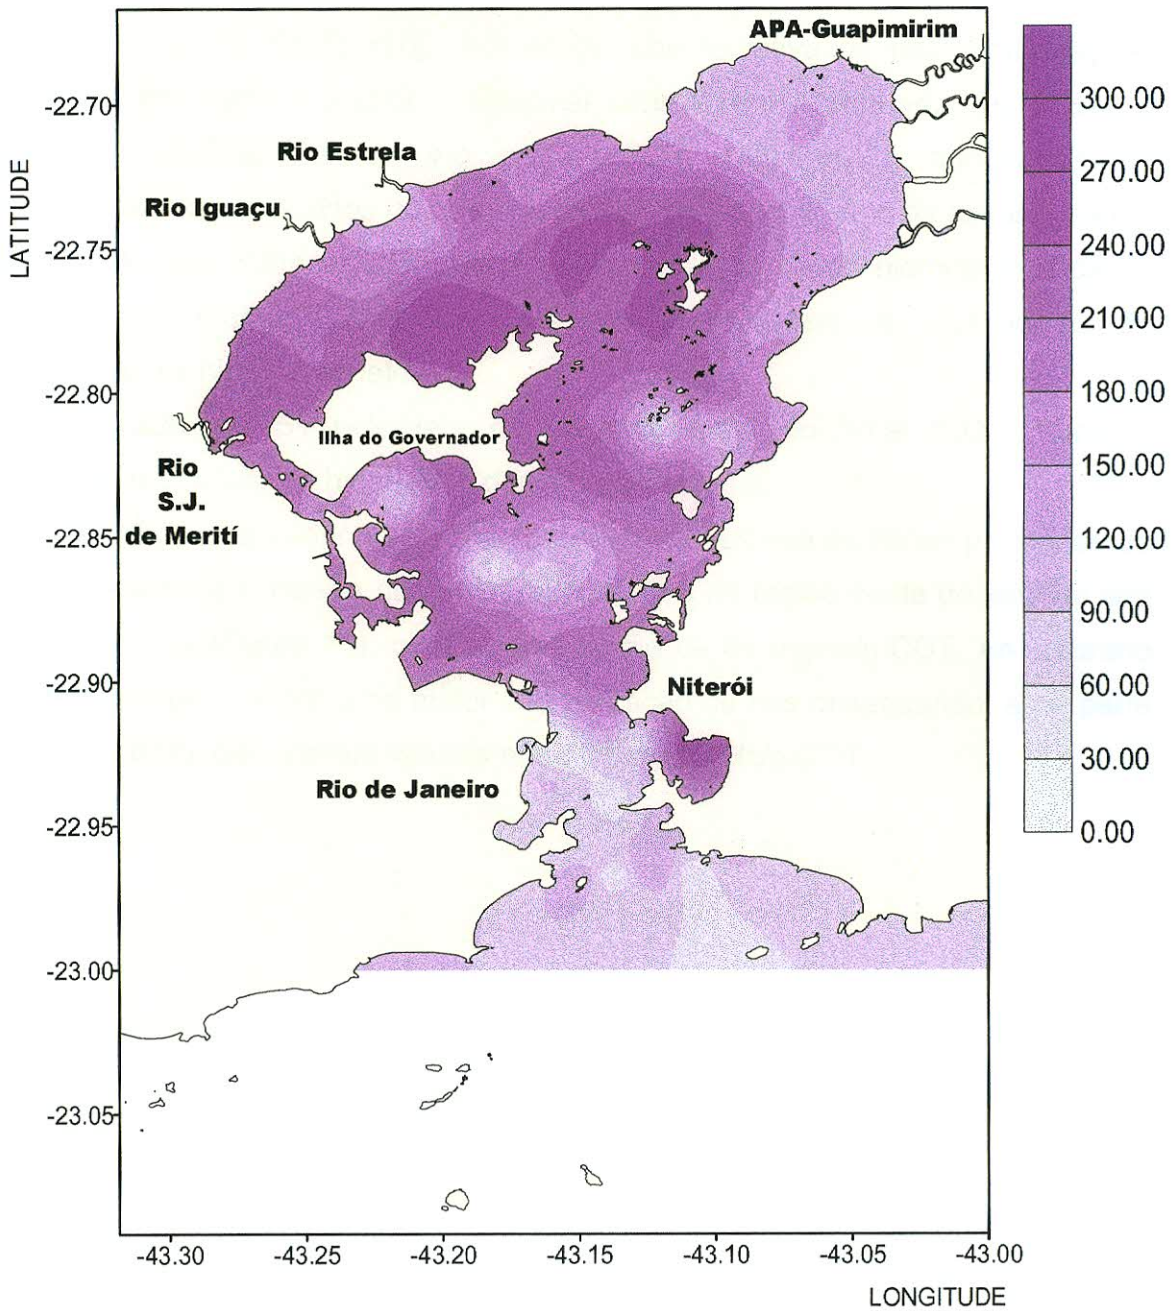 APA-Guapimirim
Rio Estrela
Rio Iguaçu
Ilha do Governador
Rio
S.J.
de Merití
Niterói
Rio de Janeiro
LATITUDE
-22.70
-22.75
-22.80
-22.85
-22.90
-22.95
-23.00
-23.05
-43.30 -43.25 -43.20 -43.15 -43.10 -43.05 -43.00
LONGITUDE
300.00
270.00
240.00
210.00
180.00
150.00
120.00
90.00
60.00
30.00
0.00